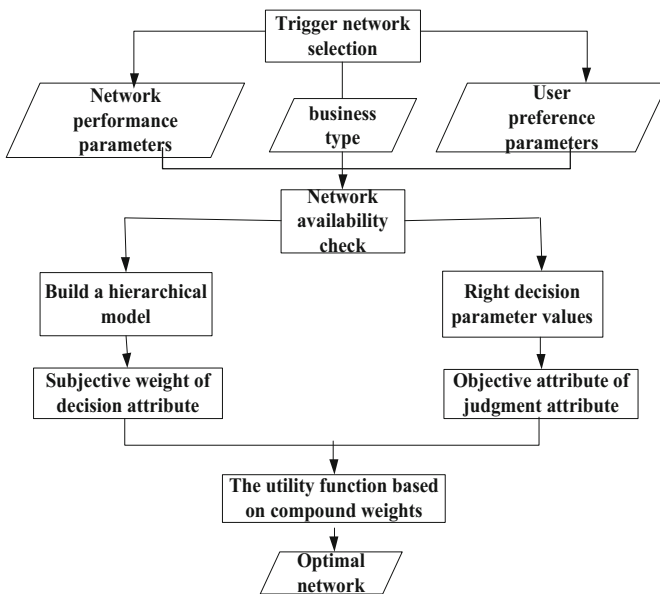 Trigger network
selection
Network
performance
parameters
business
type
User
preference
parameters
Network
availability
check
Build a hierarchical
model
Right decision
parameter values
Subjective weight of
decision attribute
Objective attribute of
judgment attribute
The utility function based
on compound weights
Optimal
network